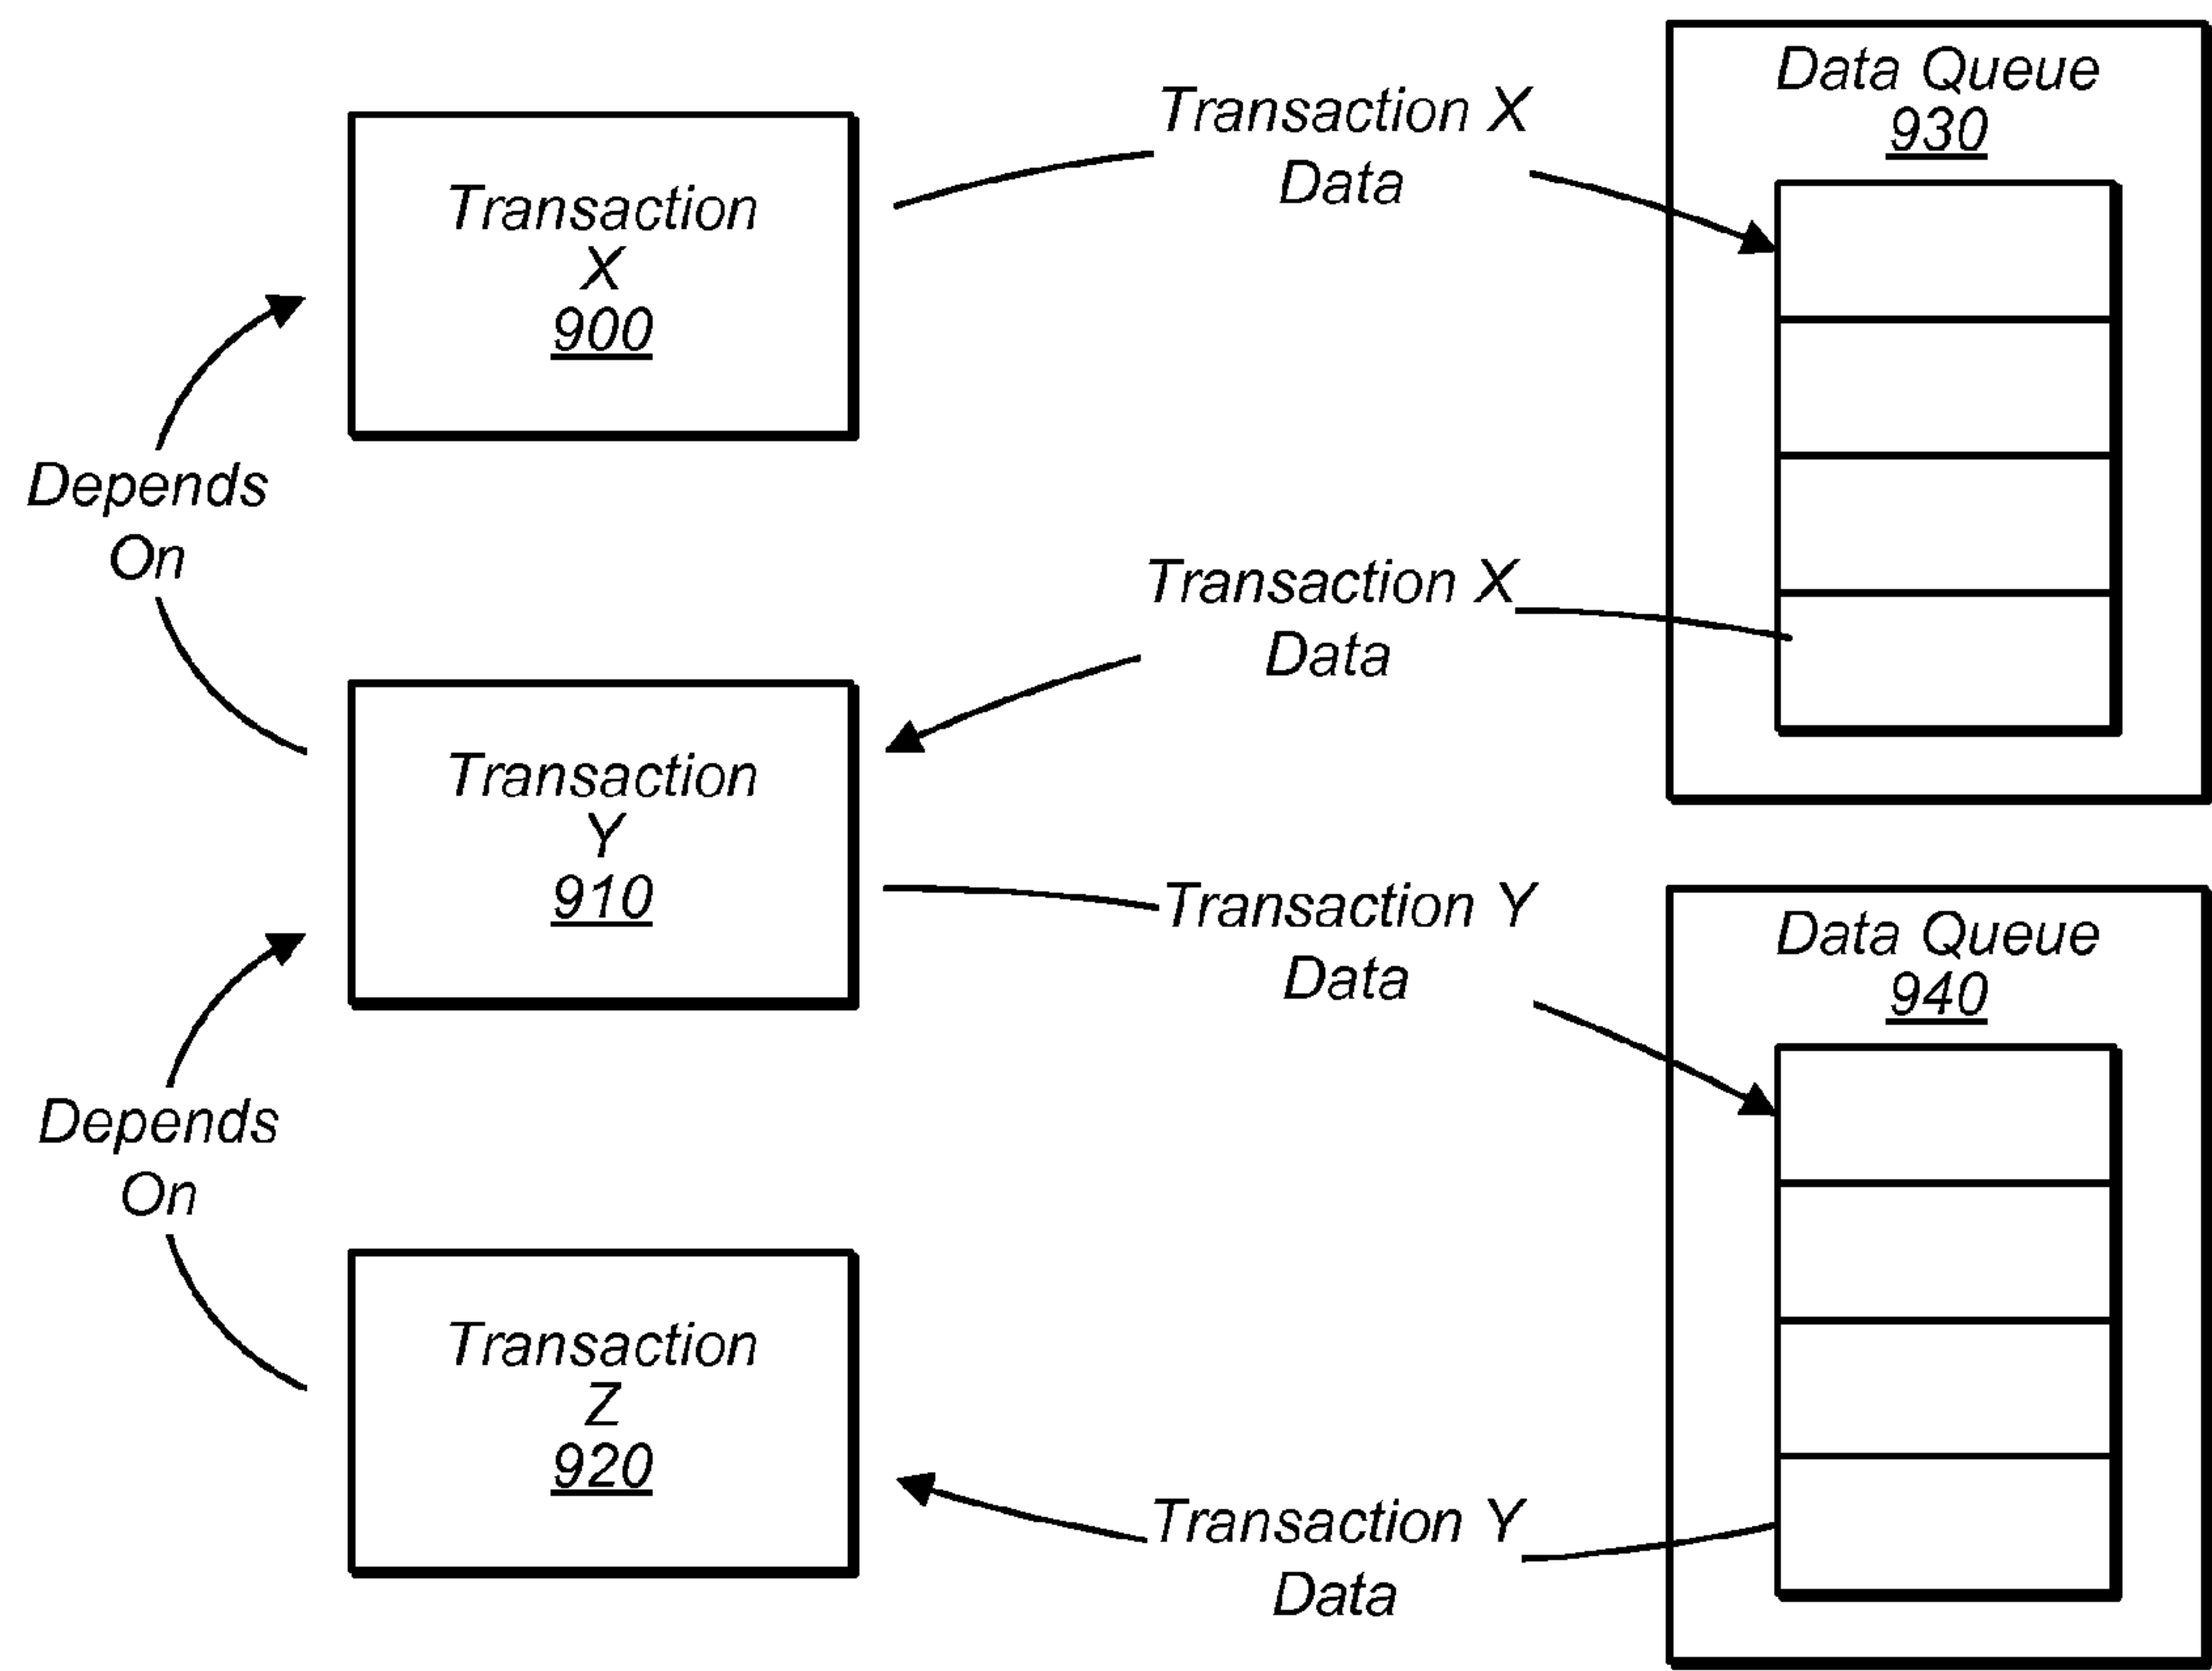 Transaction
X
900
Transaction X
Data
Data Queue
930
Depends
On
Transaction X
Data
Transaction
Y
910
Transaction Y
Data
Data Queue
940
Depends
On
Transaction
Z
920
Transaction Y
Data